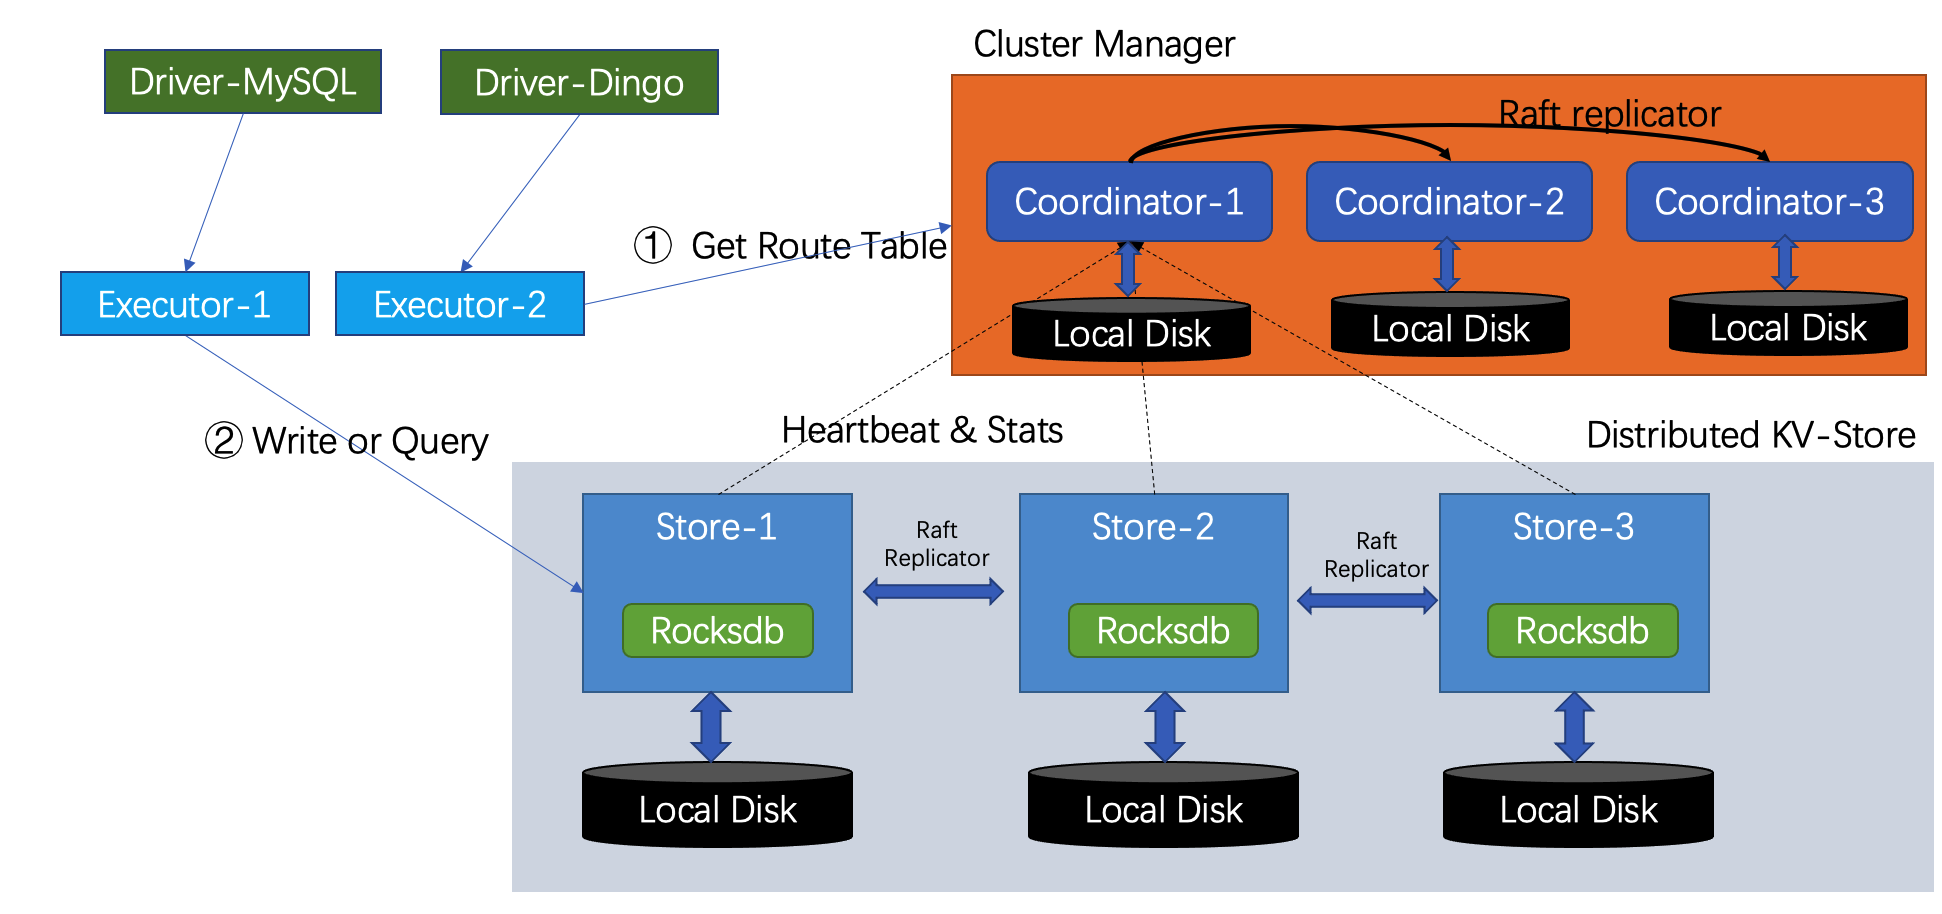 Cluster Manager
Driver-MySQL
Driver-Dingo
Raft replicator
Coordinator-1
Coordinator-2
Coordinator-3
① Get Route Table
Executor-1
Executor-2
Local Disk
Local Disk
Local Disk
② Write or Query
Heartbeat & Stats
Distributed KV-Store
Store-1
Raft
Replicator
Store-2
Raft
Replicator
Store-3
Rocksdb
Rocksdb
Rocksdb
Local Disk
Local Disk
Local Disk